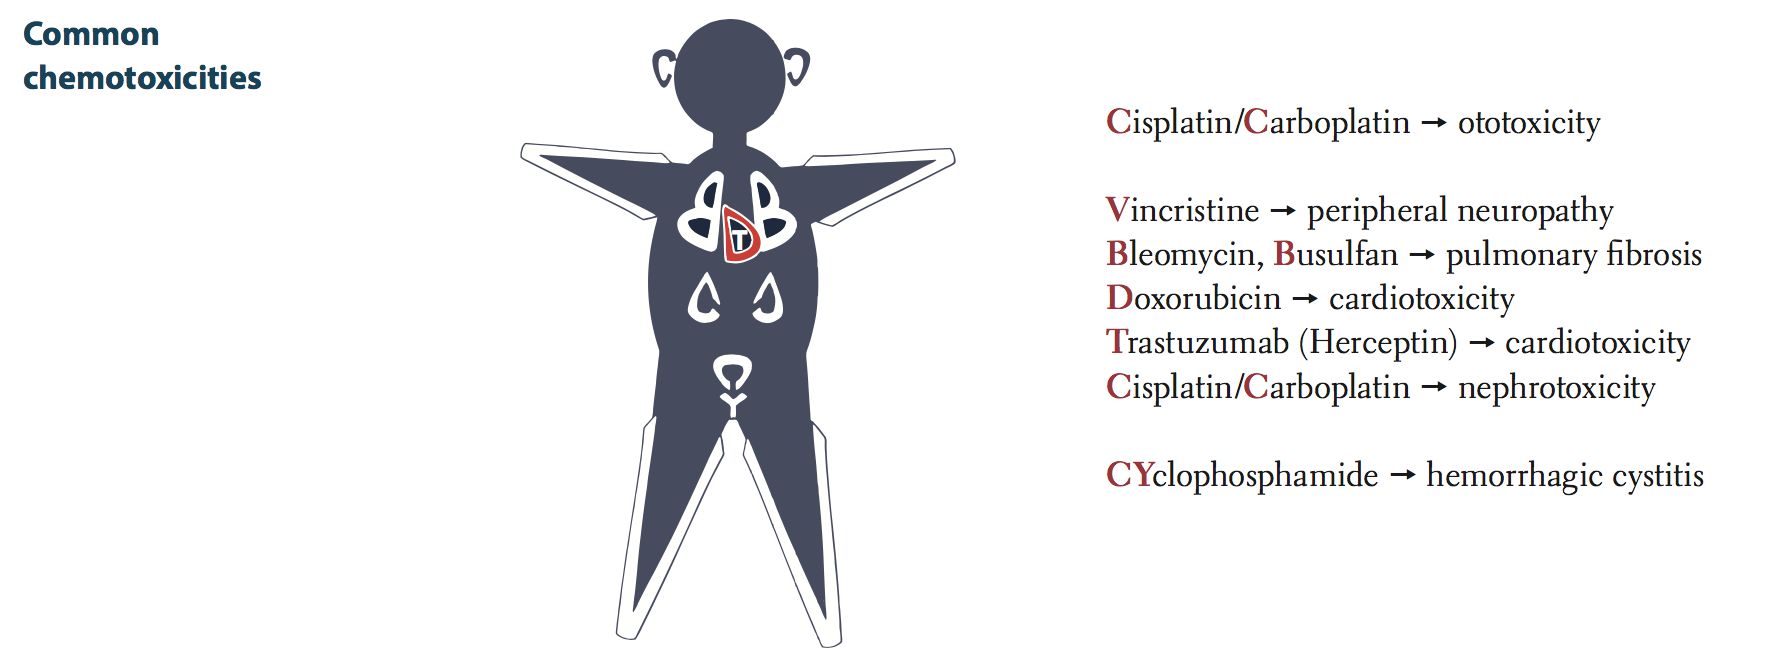 Common
chemotoxicities
Cisplatin/Carboplatin → ototoxicity
Vincristine → peripheral neuropathy
Bleomycin, Busulfan → pulmonary fibrosis
Doxorubicin → cardiotoxicity
Trastuzumab (Herceptin) → cardiotoxicity
Cisplatin/Carboplatin → nephrotoxicity
CYclophosphamide → hemorrhagic cystitis
C
C
B
B
D
T
C
C
C
Y